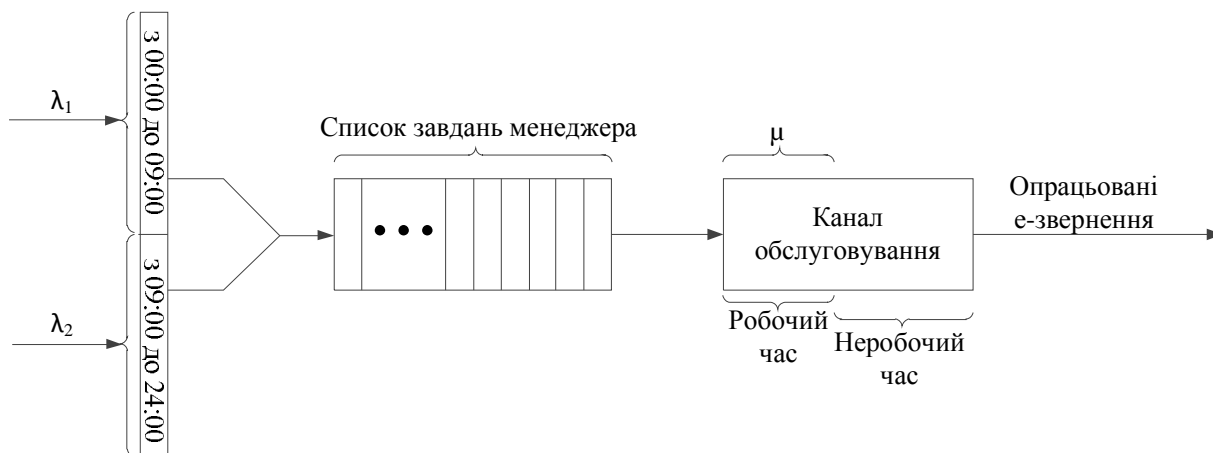 λ1
з 00:00 до 09:00
λ2
з 09:00 до 24:00
Список завдань менеджера
μ
Канал
обслуговування
Робочий
час
Неробочий
час
Опрацьовані
е-звернення